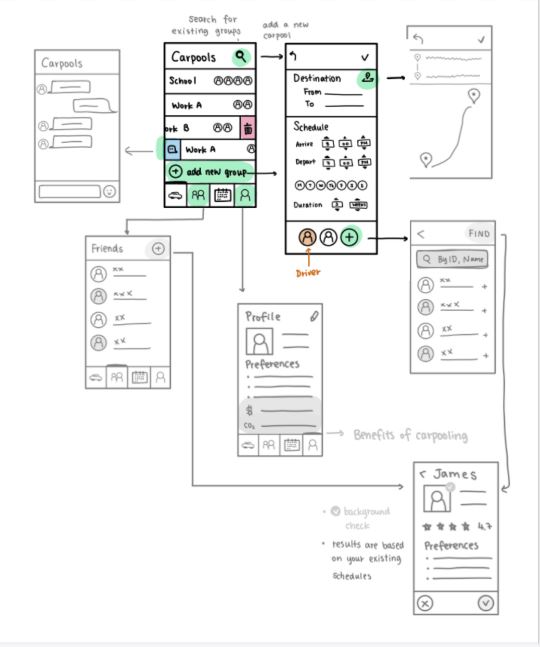 Search for
existing groups
add a new
carpool
Carpools
School
Work A
ork B
Work A
add new group
Destination
From
To
Schedule
Arrive
Depart
M T W Th F S S
Duration
Driver
Carpools
Friends
xx
xxx
xx
xx
FIND
By ID, Name
xx
xxx
xx
xx
Profile
Preferences
$
CO₂
Benefits of carpooling
James
4.7
Preferences
• background
check
• results are based
on your existing
schedules